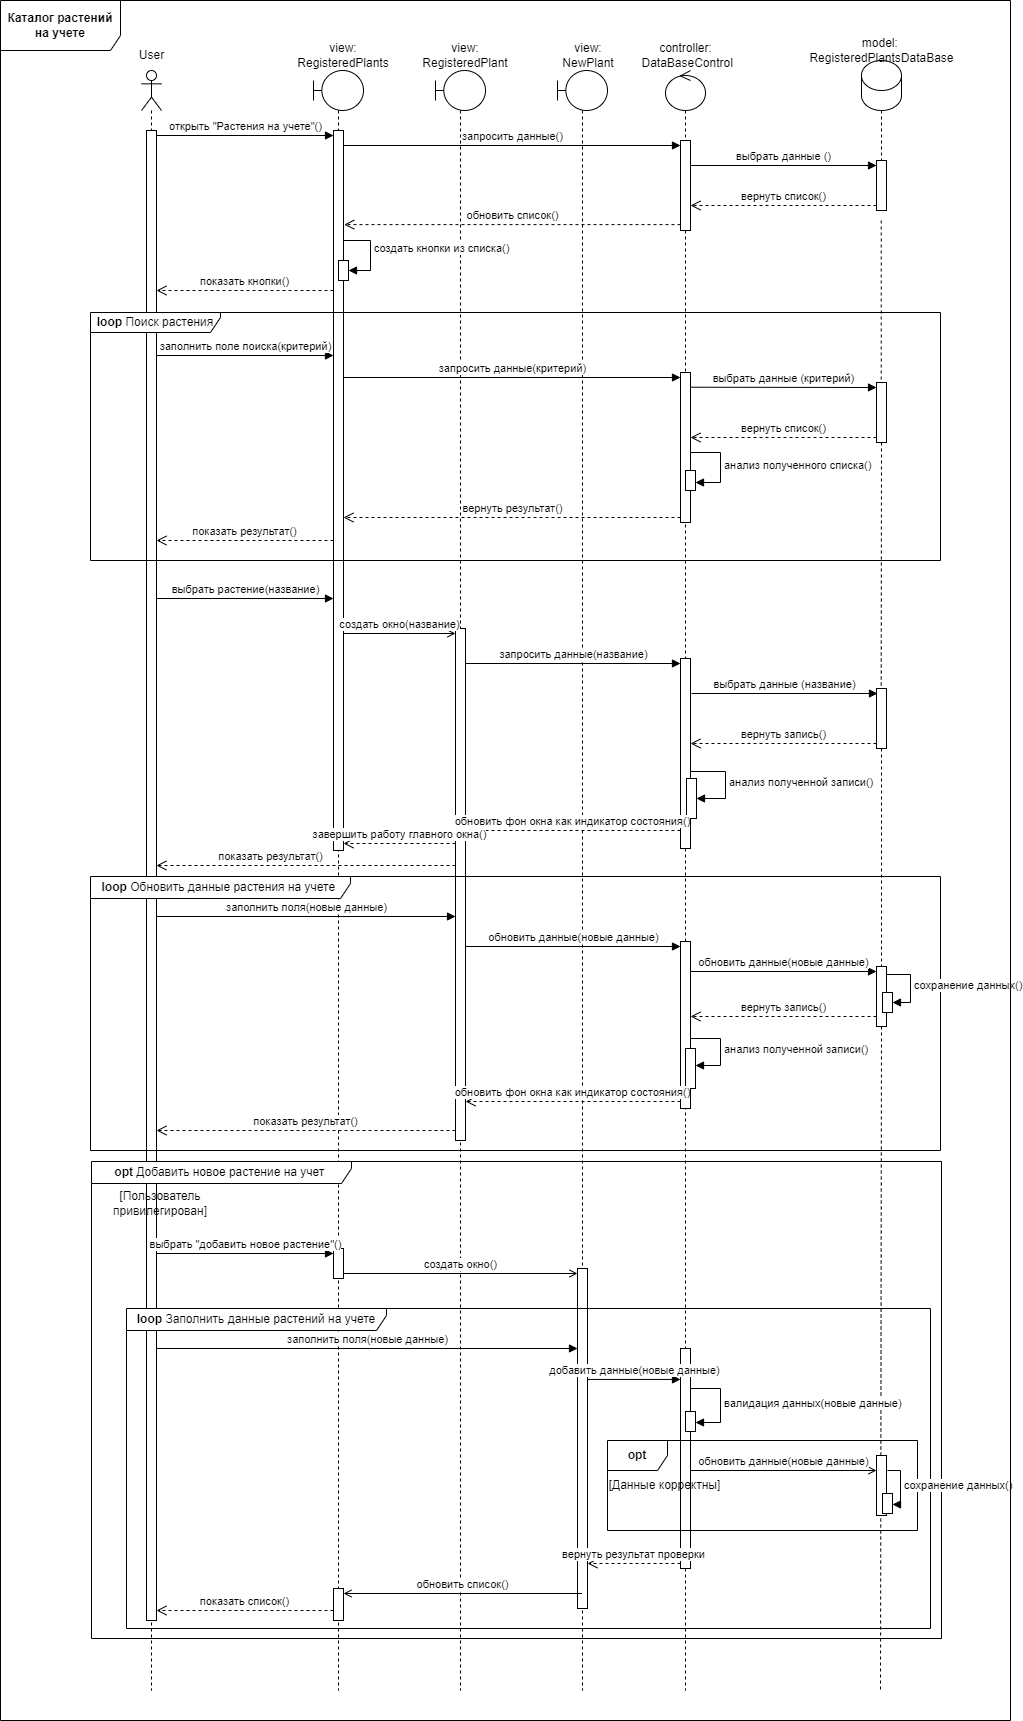 Каталог растений
на учете
User
view:
RegisteredPlants
view:
RegisteredPlant
view:
NewPlant
controller:
DataBaseControl
model:
RegisteredPlantsDataBase
открыть "Растения на учете"()
запросить данные()
выбрать данные ()
вернуть список()
обновить список()
создать кнопки из списка()
показать кнопки()
loop Поиск растения
заполнить поле поиска(критерий)
запросить данные(критерий)
выбрать данные (критерий)
вернуть список()
анализ полученного списка()
вернуть результат()
показать результат()
выбрать растение(название)
создать окно(название)
запросить данные(название)
выбрать данные (название)
вернуть запись()
анализ полученной записи()
обновить фон окна как индикатор состояния()
завершить работу главного окна()
показать результат()
loop Обновить данные растения на учете
заполнить поля(новые данные)
обновить данные(новые данные)
обновить данные(новые данные)
сохранение данных()
вернуть запись()
анализ полученной записи()
обновить фон окна как индикатор состояния()
показать результат()
opt Добавить новое растение на учет
[Пользователь
привилегирован]
выбрать "добавить новое растение"()
создать окно()
loop Заполнить данные растений на учете
заполнить поля(новые данные)
добавить данные(новые данные)
валидация данных(новые данные)
opt
обновить данные(новые данные)
[Данные корректны]
сохранение данных()
вернуть результат проверки
обновить список()
показать список()